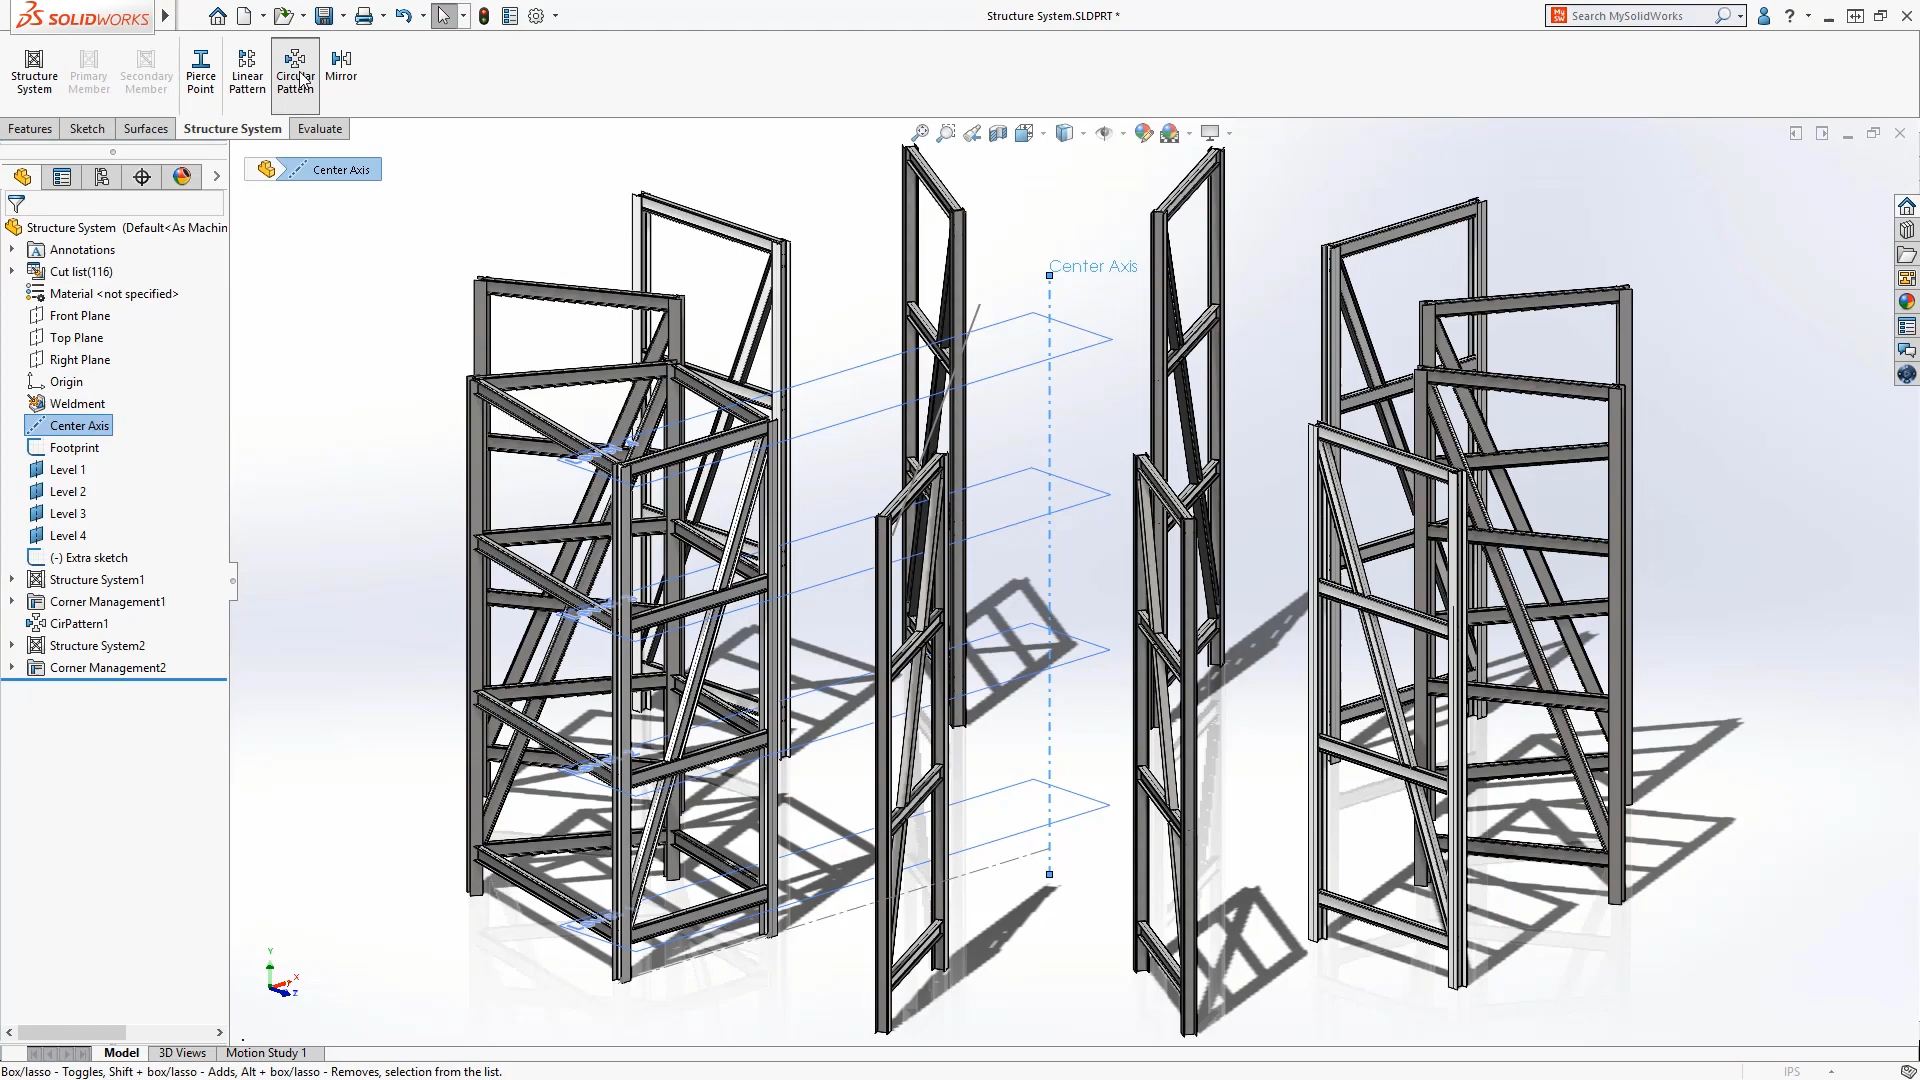 SOLIDWORKS
Structure System.SLDPRT *
Search MySolidWorks
?
Structure System
Primary Member
Secondary Member
Pierce Point
Linear Pattern
Circular Pattern
Mirror
Features
Sketch
Surfaces
Structure System
Evaluate
Center Axis
Structure System (Default<As Machin
Annotations
Cut list(116)
Material <not specified>
Front Plane
Top Plane
Right Plane
Origin
Weldment
Center Axis
Footprint
Level 1
Level 2
Level 3
Level 4
(-) Extra sketch
Structure System1
Corner Management1
CirPattern1
Structure System2
Corner Management2
Center Axis
Y
X
Z
Model
3D Views
Motion Study 1
Box/lasso - Toggles, Shift + box/lasso - Adds, Alt + box/lasso - Removes, selection from the list.
IPS